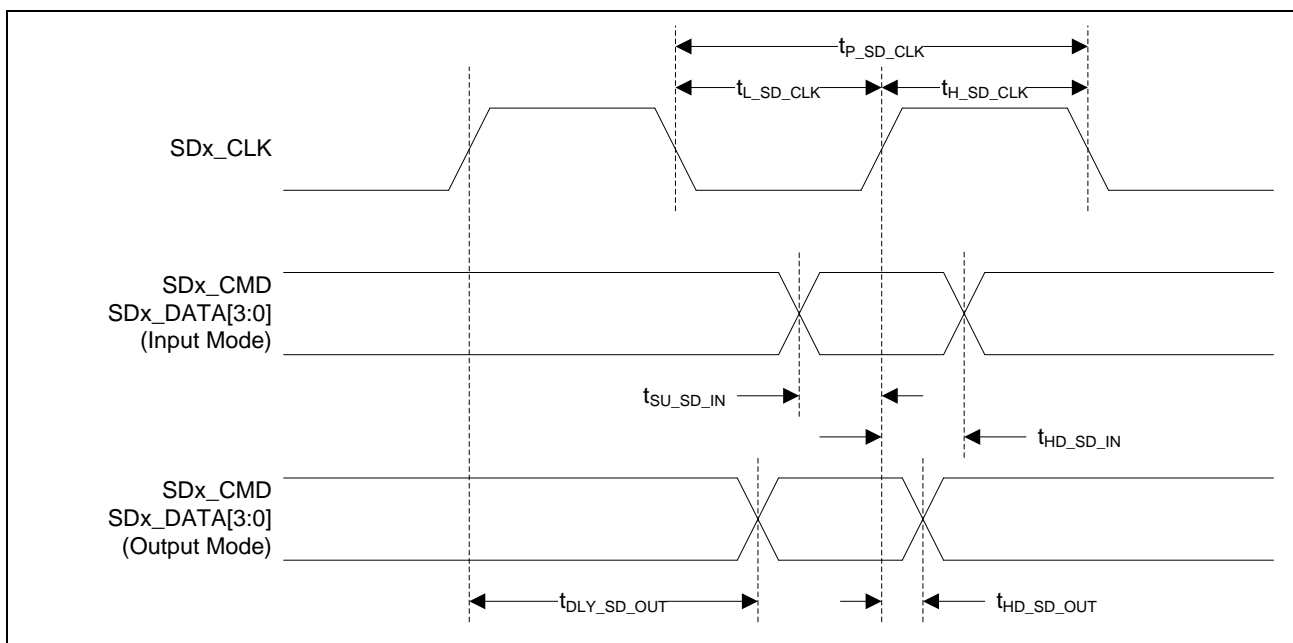 tP_SD_CLK
tL_SD_CLK tH_SD_CLK
SDx_CLK
SDx_CMD
SDx_DATA[3:0]
(Input Mode)
tSU_SD_IN
tHD_SD_IN
SDx_CMD
SDx_DATA[3:0]
(Output Mode)
tDLY_SD_OUT tHD_SD_OUT